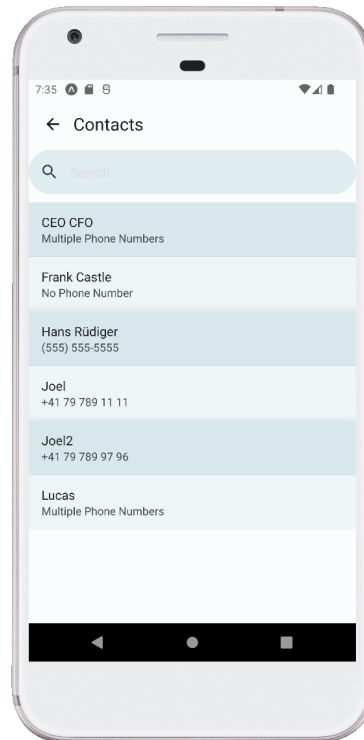 7:35
Contacts
Search
CEO CFO
Multiple Phone Numbers
Frank Castle
No Phone Number
Hans Rüdiger
(555) 555-5555
Joel
+41 79 789 11 11
Joel2
+41 79 789 97 96
Lucas
Multiple Phone Numbers